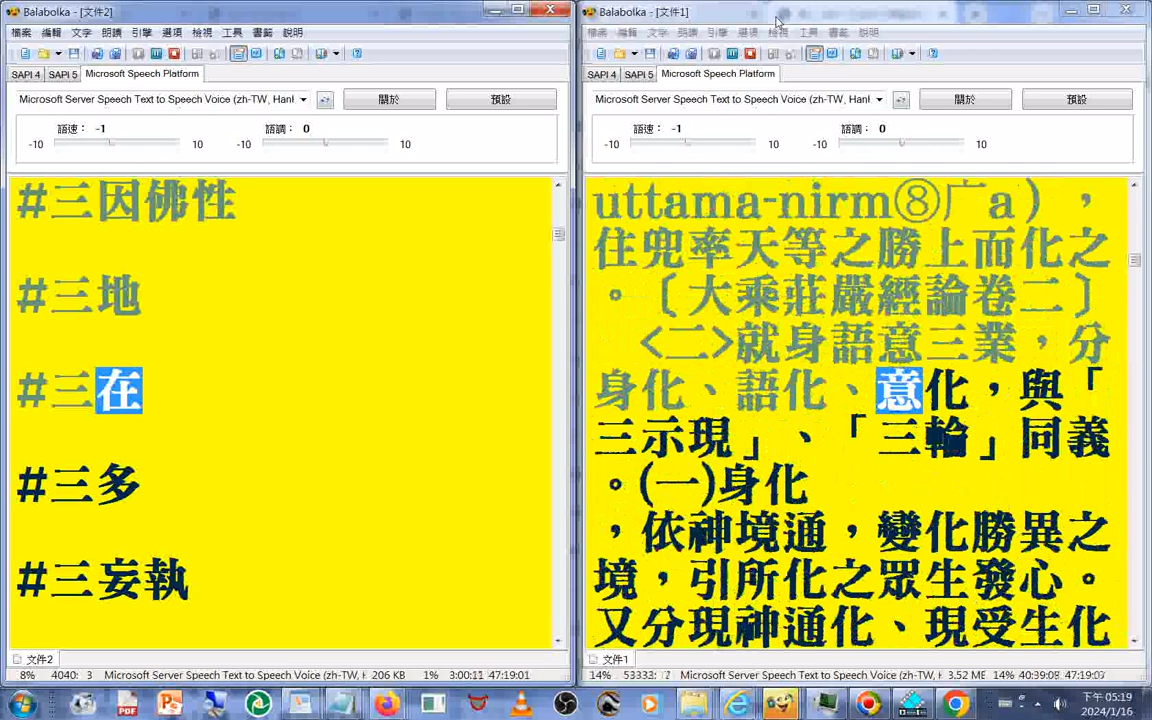 Balabolka - [文件2]
檔案 編輯 文字 朗讀 引擎 選項 檢視 工具 書籤 說明
SAPI 4 SAPI 5 Microsoft Speech Platform
Microsoft Server Speech Text to Speech Voice (zh-TW, Hanl 關於 預設
語速： -1 語調： 0
-10 10 -10 10
#三因佛性
#三地
#三在
#三多
#三妄執
文件2
8% 4040: 3 Microsoft Server Speech Text to Speech Voice (zh-TW, HanHan) 206 KB 1% 3:00:11 47:19:01
Balabolka - [文件1]
檔案 編輯 文字 朗讀 引擎 選項 檢視 工具 書籤 說明
SAPI 4 SAPI 5 Microsoft Speech Platform
Microsoft Server Speech Text to Speech Voice (zh-TW, Hanl 關於 預設
語速： -1 語調： 0
-10 10 -10 10
uttama-nirm⑧广a），
住兜率天等之勝上而化之
。〔大乘莊嚴經論卷二〕
<二>就身語意三業，分
身化、語化、意化，與「
三示現」、「三輪」同義
。(一)身化
，依神境通，變化勝異之
境，引所化之眾生發心。
又分現神通化、現受生化
文件1
14% 53333: Microsoft Server Speech Text to Speech Voice (zh-TW, HanHan) 3.52 MB 14% 40:39:09
下午 05:19
2024/1/16